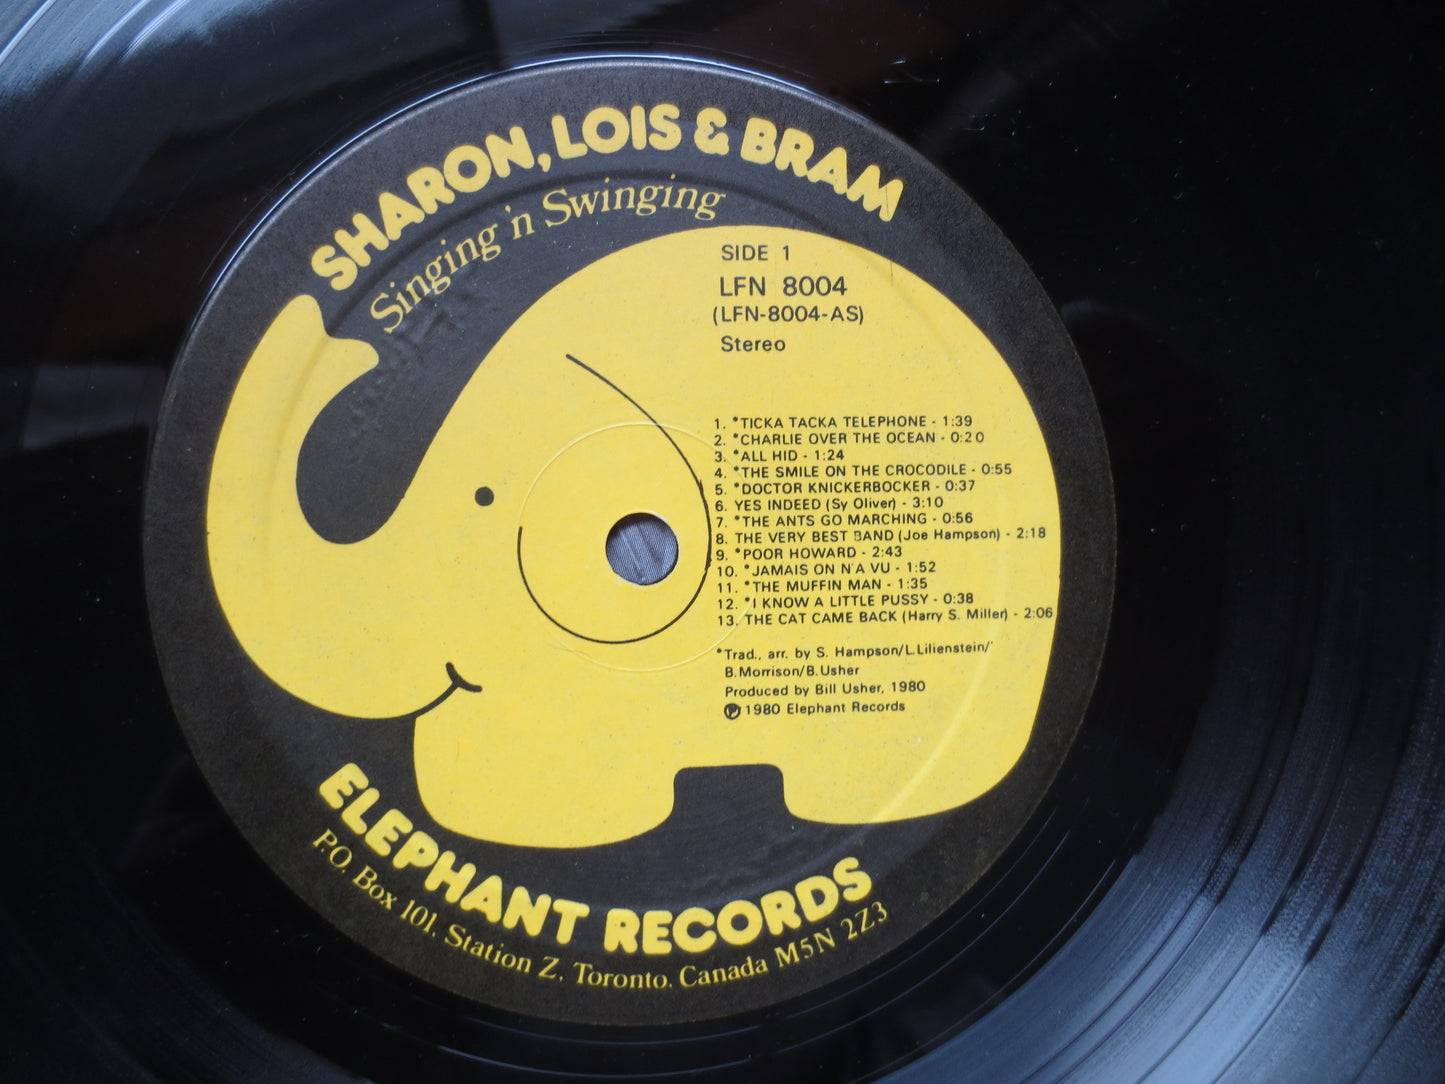 SHARON, LOIS & BRAM
Singing 'n Swinging
SIDE 1
LFN 8004
(LFN-8004-AS)
Stereo
1. *TICKA TACKA TELEPHONE - 1:39
2. *CHARLIE OVER THE OCEAN - 0:20
3. *ALL HID - 1:24
4. *THE SMILE ON THE CROCODILE - 0:55
5. *DOCTOR KNICKERBOCKER - 0:37
6. YES INDEED (Sy Oliver) - 3:10
7. *THE ANTS GO MARCHING - 0:56
8. THE VERY BEST BAND (Joe Hampson) - 2:18
9. *POOR HOWARD - 2:43
10. *JAMAIS ON N'A VU - 1:52
11. *THE MUFFIN MAN - 1:35
12. *I KNOW A LITTLE PUSSY - 0:38
13. THE CAT CAME BACK (Harry S. Miller) - 2:06
*Trad., arr. by S. Hampson/L.Lilienstein/
B.Morrison/B.Usher
Produced by Bill Usher, 1980
Ⓟ 1980 Elephant Records
ELEPHANT RECORDS
P.O. Box 101, Station Z, Toronto, Canada M5N 2Z3